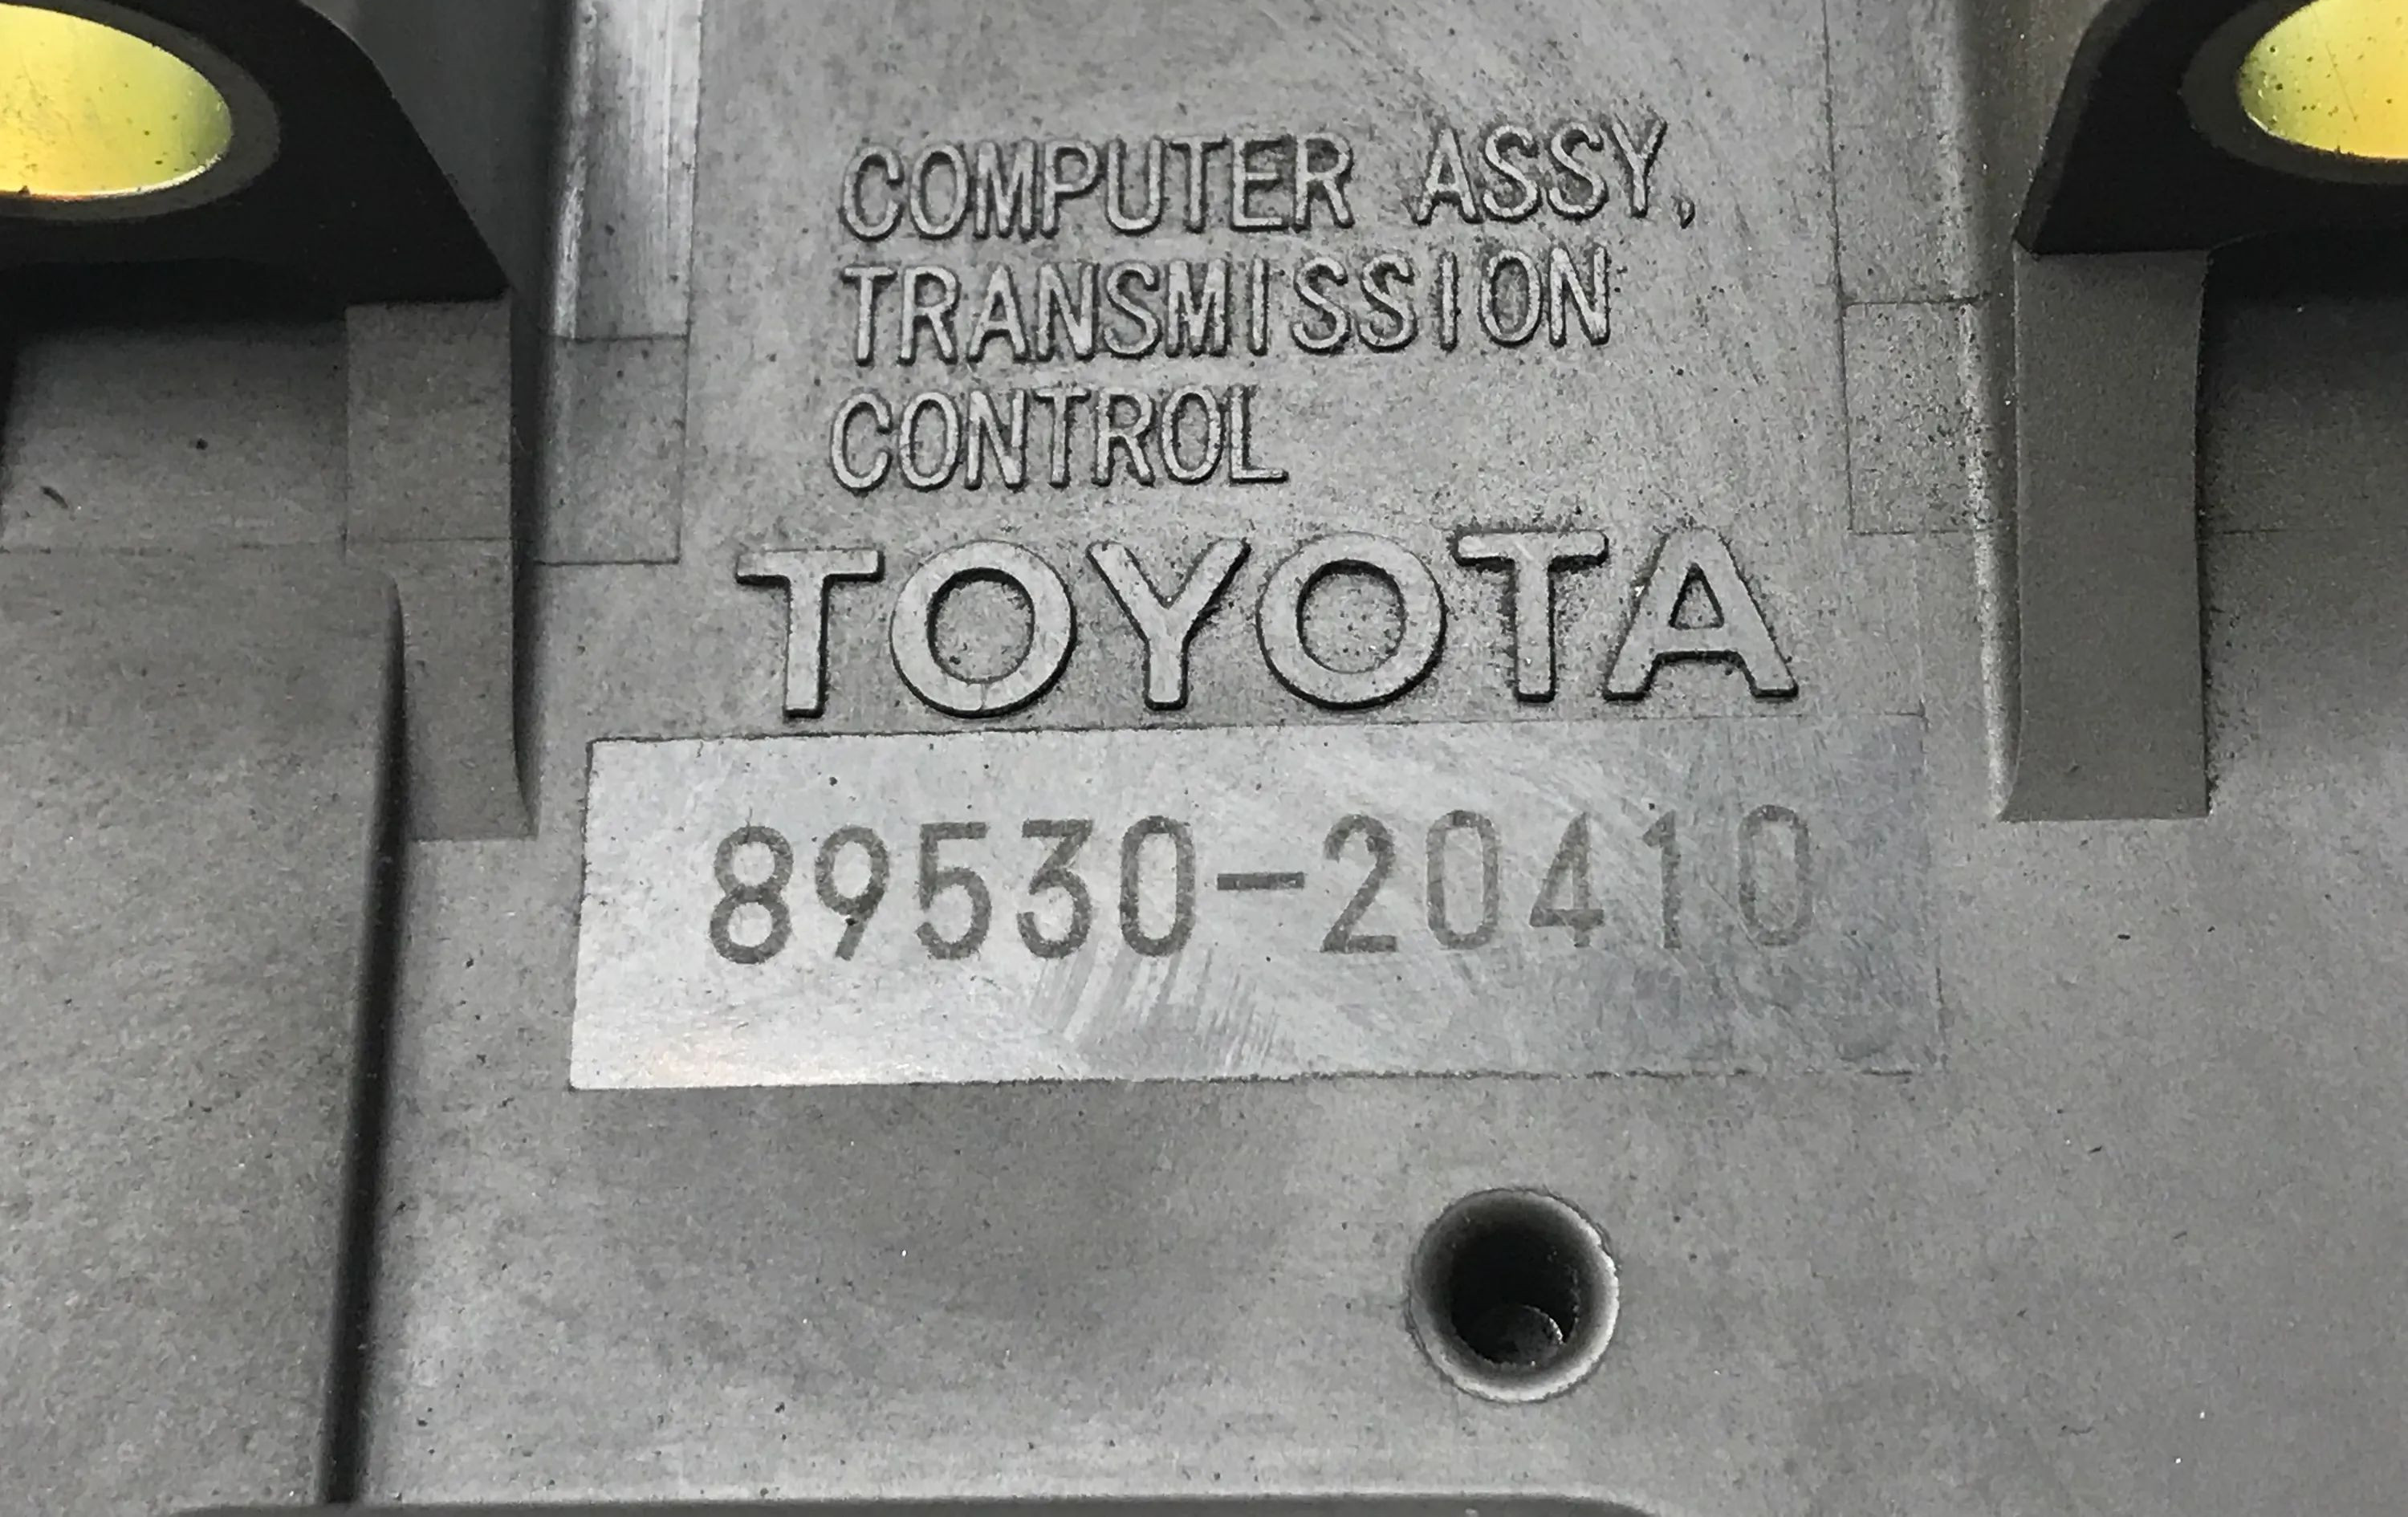 COMPUTER ASSY,
TRANSMISSION
CONTROL
TOYOTA
89530-20410